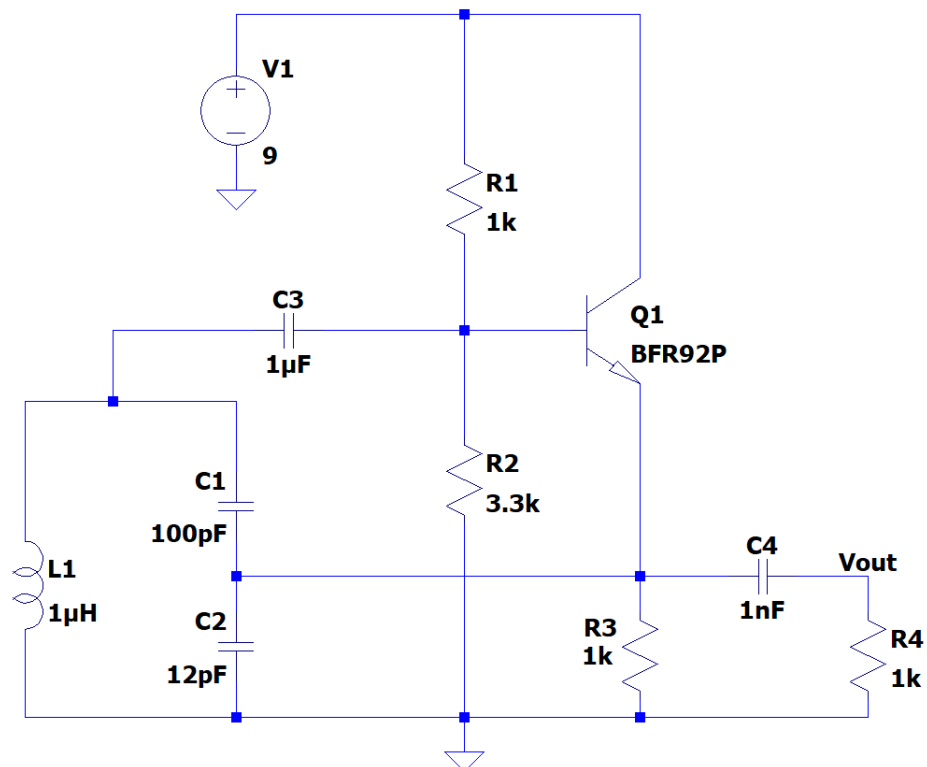 V1
9
R1
1k
C3
1µF
Q1
BFR92P
R2
3.3k
C1
100pF
L1
1µH
C2
12pF
C4
1nF
Vout
R3
1k
R4
1k